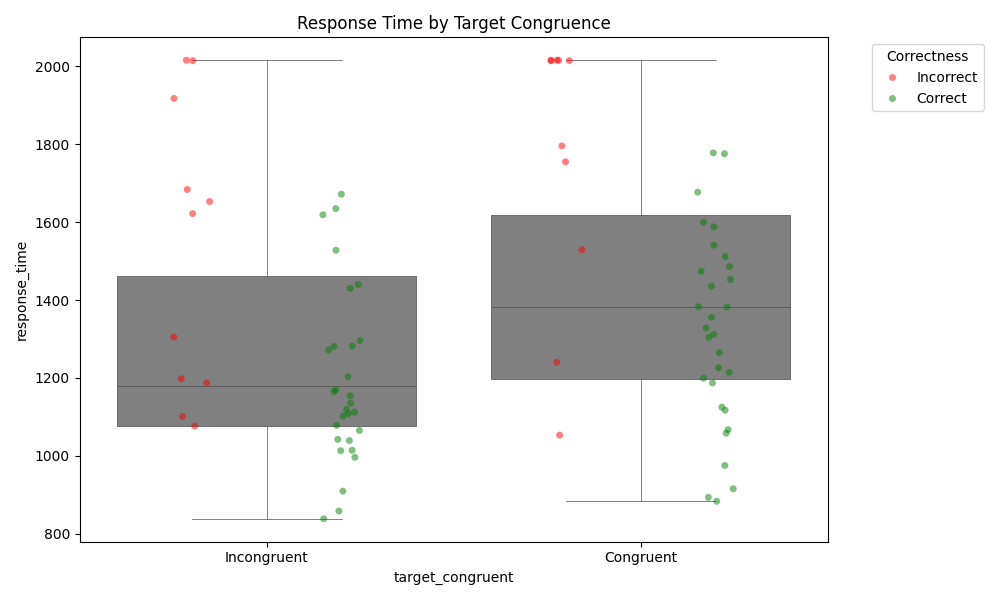 Response Time by Target Congruence
Correctness
Incorrect
Correct
2000
1800
1600
1400
1200
1000
800
response_time
Incongruent
Congruent
target_congruent